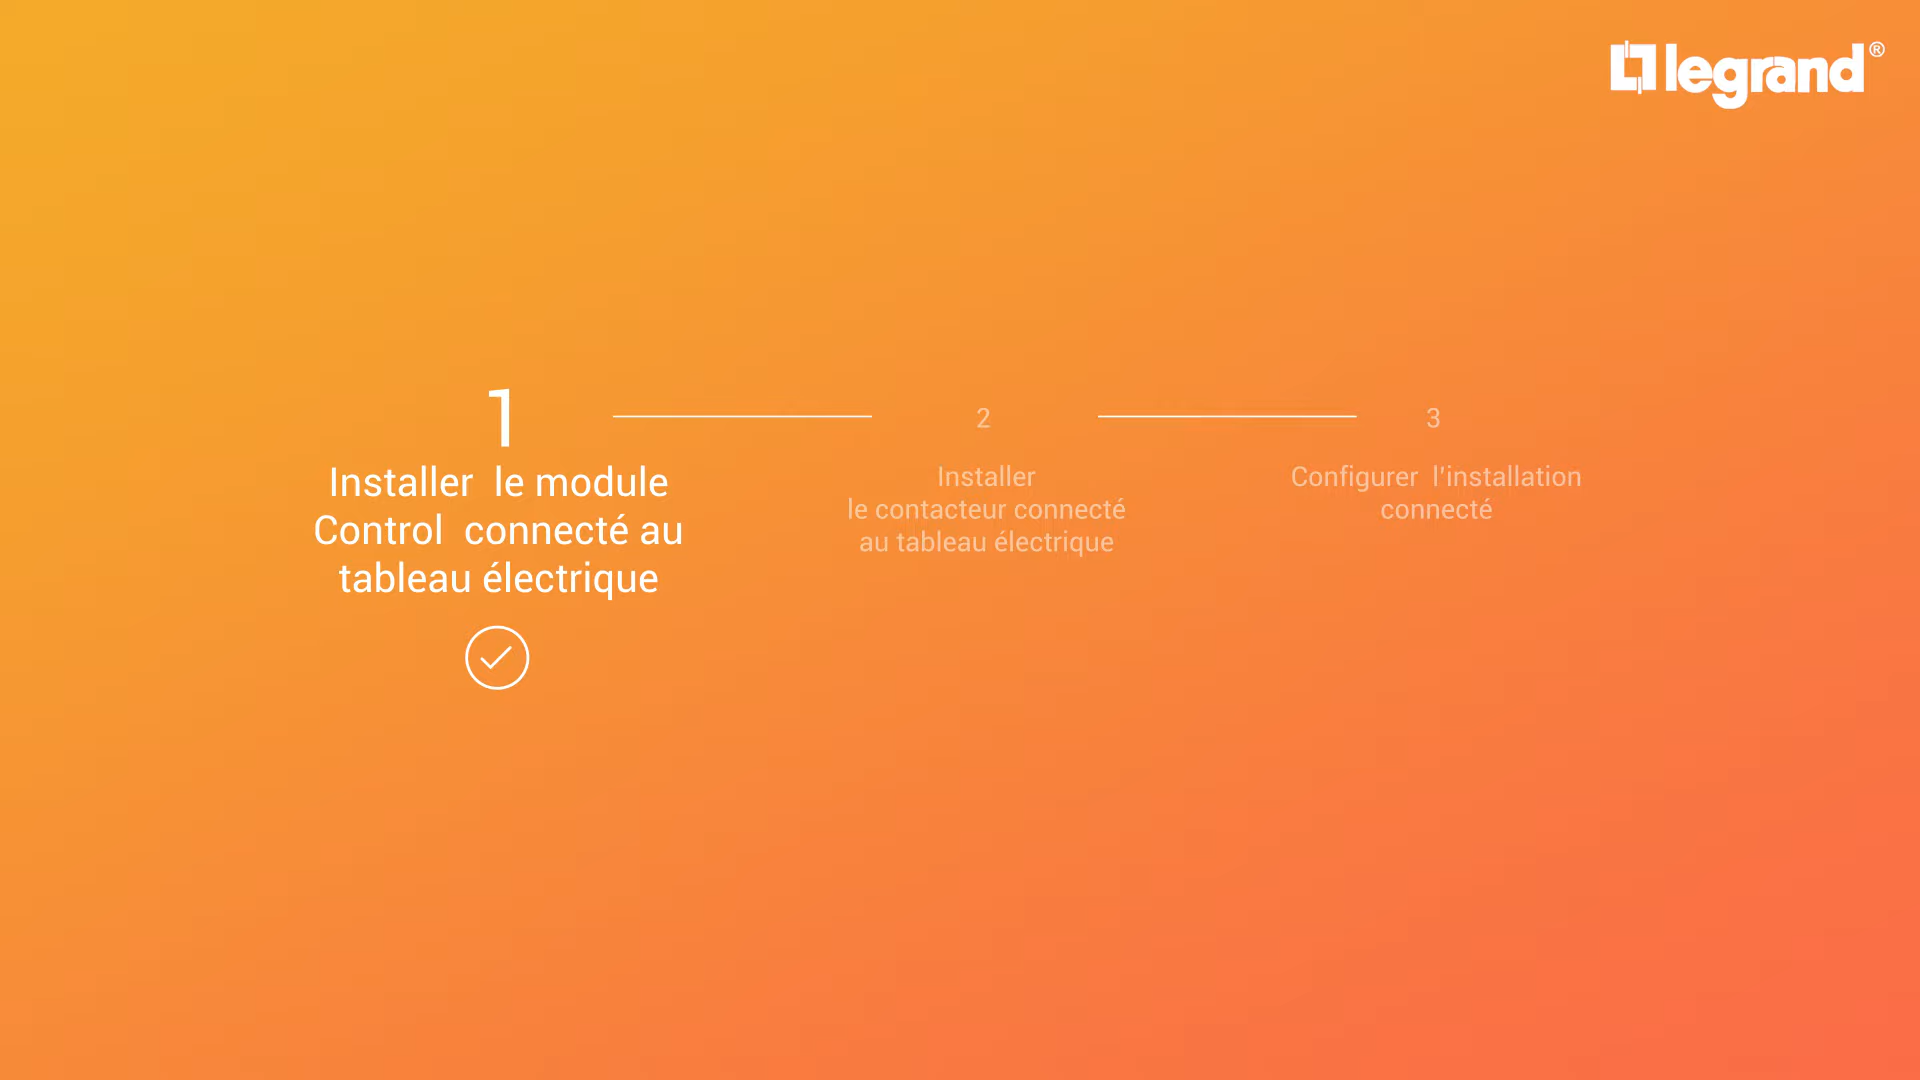 legrand®
1
Installer le module
Control connecté au
tableau électrique
2
Installer
le contacteur connecté
au tableau électrique
3
Configurer l'installation
connecté